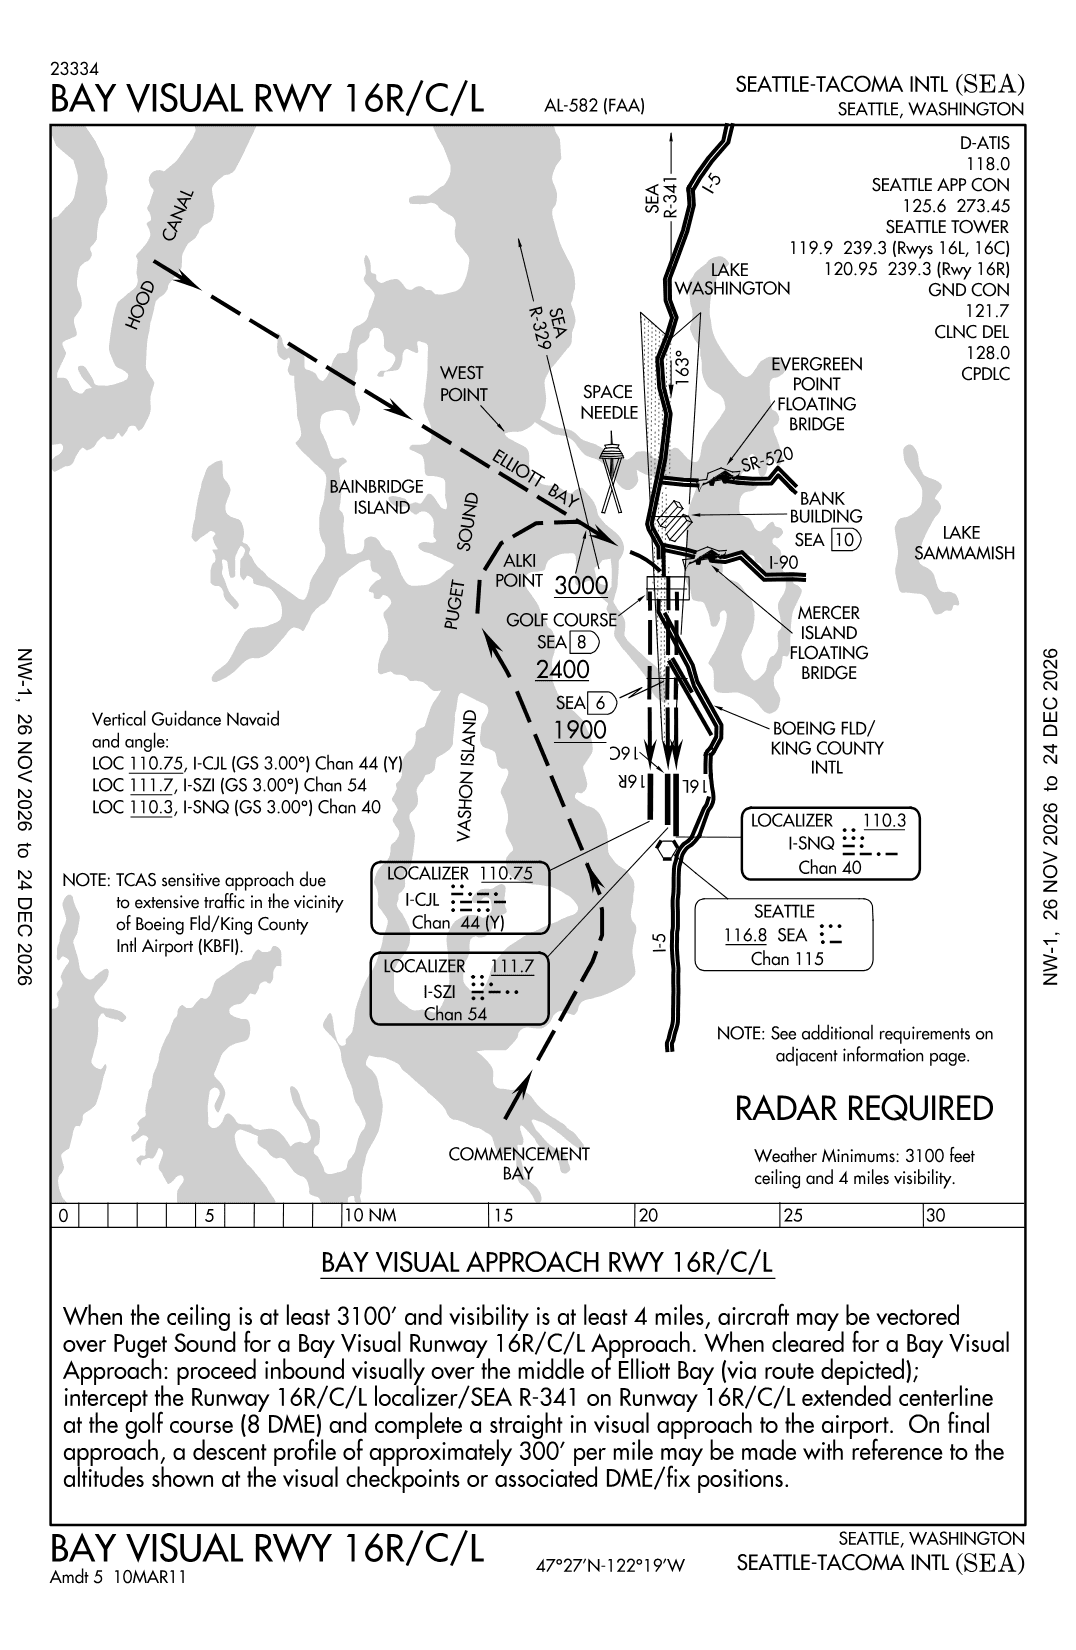 23334
BAY VISUAL RWY 16R/C/L
AL-582 (FAA)
SEATTLE-TACOMA INTL (SEA)
SEATTLE, WASHINGTON
D-ATIS
118.0
SEATTLE APP CON
125.6 273.45
SEATTLE TOWER
119.9 239.3 (Rwys 16L, 16C)
120.95 239.3 (Rwy 16R)
GND CON
121.7
CLNC DEL
128.0
CPDLC
HOOD CANAL
SEA
R-341
I-5
LAKE
WASHINGTON
SEA
R-329
163°
WEST
POINT
SPACE
NEEDLE
EVERGREEN
POINT
FLOATING
BRIDGE
SR-520
ELLIOTT BAY
BAINBRIDGE
ISLAND
PUGET SOUND
BANK
BUILDING
SEA 10
LAKE
SAMMAMISH
I-90
ALKI
POINT
3000
GOLF COURSE
SEA 8
2400
MERCER
ISLAND
FLOATING
BRIDGE
SEA 6
1900
BOEING FLD/
KING COUNTY
INTL
16C
16R
16L
VASHON ISLAND
Vertical Guidance Navaid
and angle:
LOC 110.75, I-CJL (GS 3.00°) Chan 44 (Y)
LOC 111.7, I-SZI (GS 3.00°) Chan 54
LOC 110.3, I-SNQ (GS 3.00°) Chan 40
LOCALIZER 110.3
I-SNQ
Chan 40
NOTE: TCAS sensitive approach due
to extensive traffic in the vicinity
of Boeing Fld/King County
Intl Airport (KBFI).
LOCALIZER 110.75
I-CJL
Chan 44 (Y)
SEATTLE
116.8 SEA
Chan 115
I-5
LOCALIZER 111.7
I-SZI
Chan 54
NOTE: See additional requirements on
adjacent information page.
RADAR REQUIRED
COMMENCEMENT
BAY
Weather Minimums: 3100 feet
ceiling and 4 miles visibility.
0 5 10 NM 15 20 25 30
BAY VISUAL APPROACH RWY 16R/C/L
When the ceiling is at least 3100′ and visibility is at least 4 miles, aircraft may be vectored
over Puget Sound for a Bay Visual Runway 16R/C/L Approach. When cleared for a Bay Visual
Approach: proceed inbound visually over the middle of Elliott Bay (via route depicted);
intercept the Runway 16R/C/L localizer/SEA R-341 on Runway 16R/C/L extended centerline
at the golf course (8 DME) and complete a straight in visual approach to the airport. On final
approach, a descent profile of approximately 300′ per mile may be made with reference to the
altitudes shown at the visual checkpoints or associated DME/fix positions.
BAY VISUAL RWY 16R/C/L
Amdt 5 10MAR11
47°27′N-122°19′W
SEATTLE, WASHINGTON
SEATTLE-TACOMA INTL (SEA)
NW-1, 26 NOV 2026 to 24 DEC 2026
NW-1, 26 NOV 2026 to 24 DEC 2026